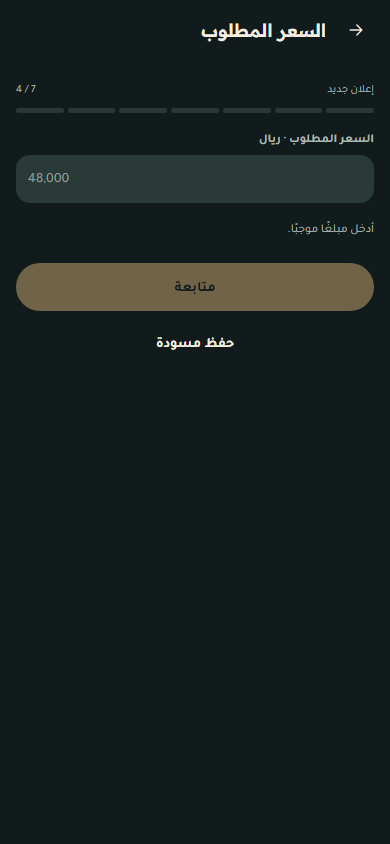 السعر المطلوب
إعلان جديد
4 / 7
السعر المطلوب · ريال
48,000
أدخل مبلغًا موجبًا.
متابعة
حفظ مسودة